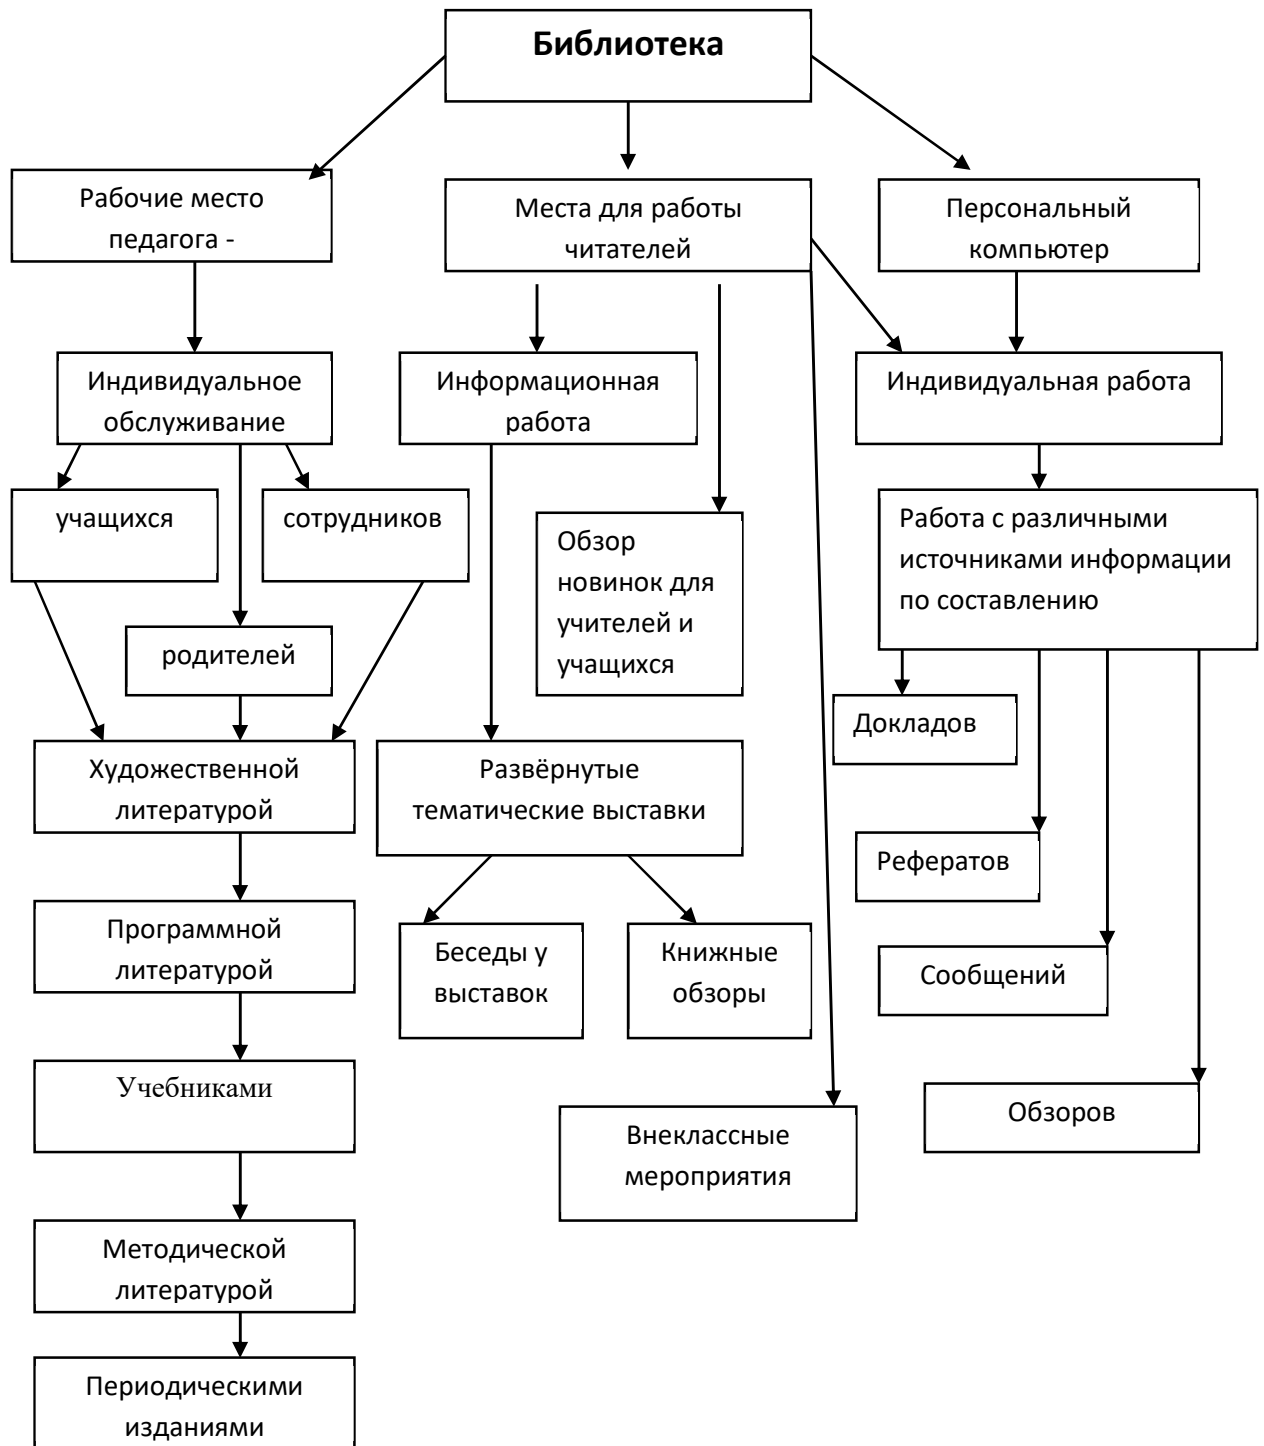 Библиотека
Рабочие место
педагога -
Места для работы
читателей
Персональный
компьютер
Индивидуальное
обслуживание
Информационная
работа
Индивидуальная работа
учащихся
сотрудников
Обзор
новинок для
учителей и
учащихся
Работа с различными
источниками информации
по составлению
родителей
Докладов
Художественной
литературой
Развёрнутые
тематические выставки
Рефератов
Программной
литературой
Беседы у
выставок
Книжные
обзоры
Сообщений
Учебниками
Внеклассные
мероприятия
Обзоров
Методической
литературой
Периодическими
изданиями